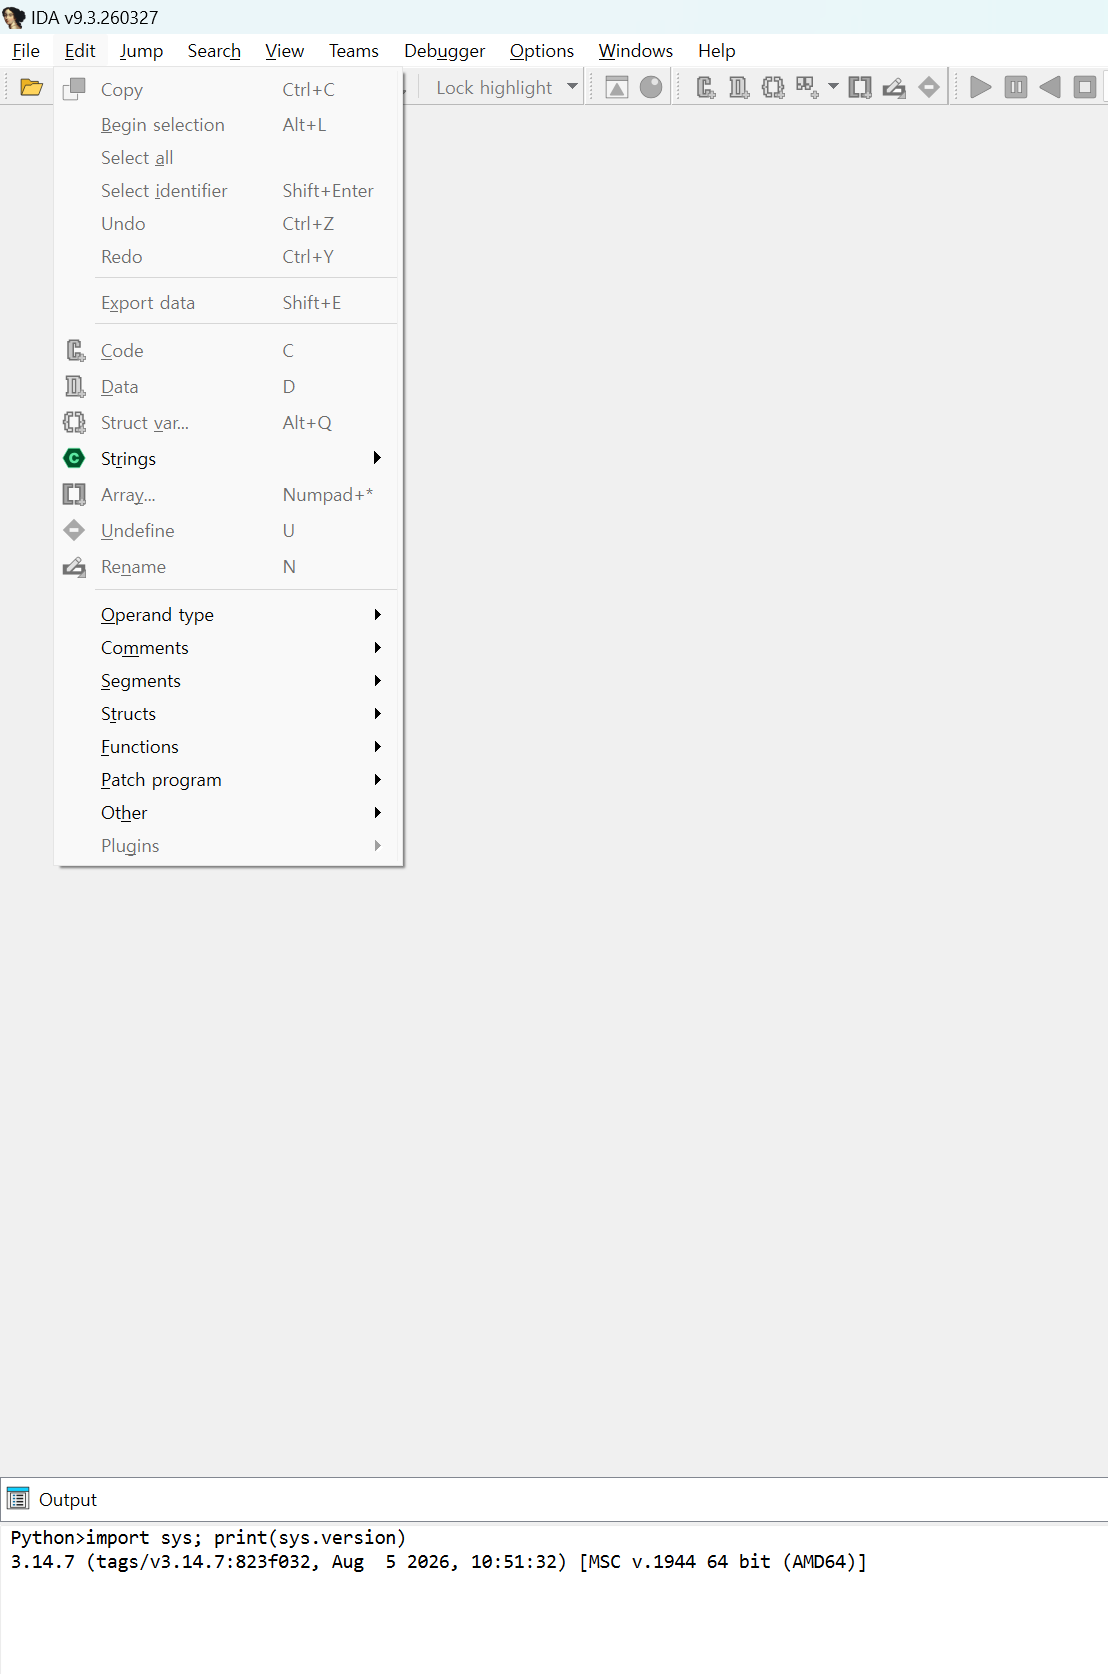 IDA v9.3.260327
File Edit Jump Search View Teams Debugger Options Windows Help
Lock highlight
Copy Ctrl+C
Begin selection Alt+L
Select all
Select identifier Shift+Enter
Undo Ctrl+Z
Redo Ctrl+Y
Export data Shift+E
Code C
Data D
Struct var... Alt+Q
Strings
Array... Numpad+*
Undefine U
Rename N
Operand type
Comments
Segments
Structs
Functions
Patch program
Other
Plugins
Output
Python>import sys; print(sys.version)
3.14.7 (tags/v3.14.7:823f032, Aug  5 2026, 10:51:32) [MSC v.1944 64 bit (AMD64)]